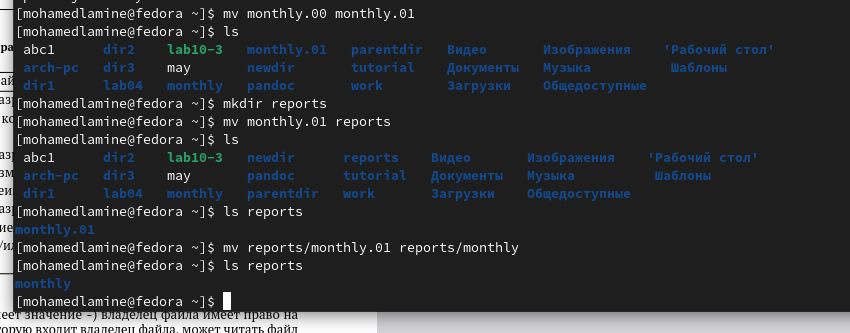 [mohamedlamine@fedora ~]$ mv monthly.00 monthly.01
[mohamedlamine@fedora ~]$ ls
abc1 dir2 lab10-3 monthly.01 parentdir Видео Изображения 'Рабочий стол'
arch-pc dir3 may newdir tutorial Документы Музыка Шаблоны
dir1 lab04 monthly pandoc work Загрузки Общедоступные
[mohamedlamine@fedora ~]$ mkdir reports
[mohamedlamine@fedora ~]$ mv monthly.01 reports
[mohamedlamine@fedora ~]$ ls
abc1 dir2 lab10-3 newdir reports Видео Изображения 'Рабочий стол'
arch-pc dir3 may pandoc tutorial Документы Музыка Шаблоны
dir1 lab04 monthly parentdir work Загрузки Общедоступные
[mohamedlamine@fedora ~]$ ls reports
monthly.01
[mohamedlamine@fedora ~]$ mv reports/monthly.01 reports/monthly
[mohamedlamine@fedora ~]$ ls reports
monthly
[mohamedlamine@fedora ~]$
значение -) владелец файла имеет право на
входит владелец файла, может читать файл